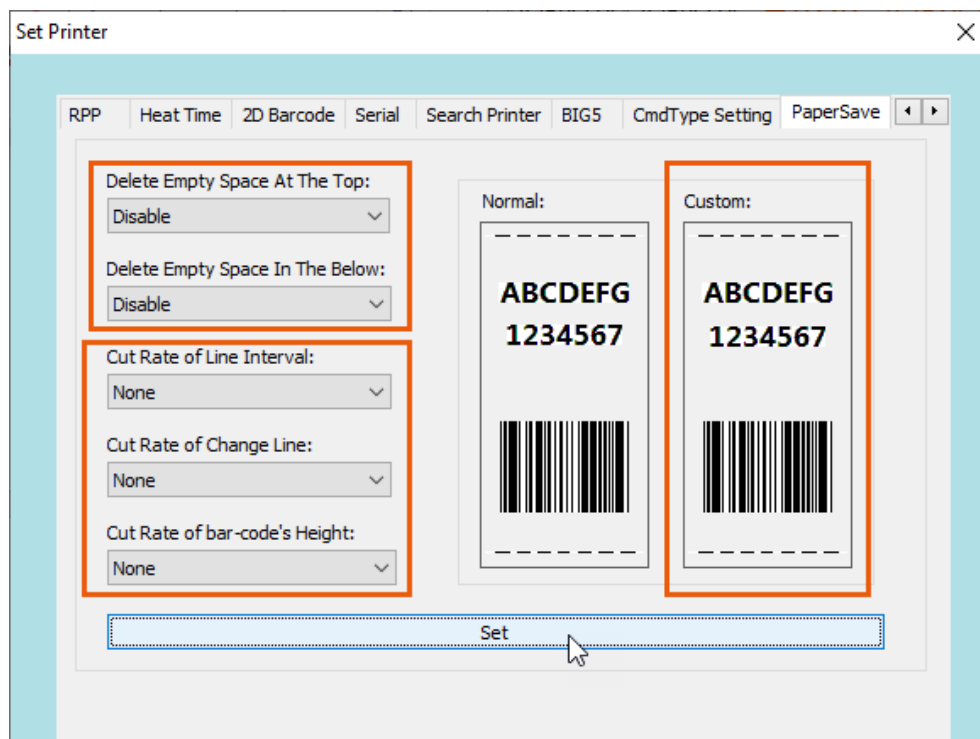 Set Printer
RPP Heat Time 2D Barcode Serial Search Printer BIG5 CmdType Setting PaperSave
Delete Empty Space At The Top:
Disable
Delete Empty Space In The Below:
Disable
Cut Rate of Line Interval:
None
Cut Rate of Change Line:
None
Cut Rate of bar-code's Height:
None
Normal:
ABCDEFG
1234567
Custom:
ABCDEFG
1234567
Set